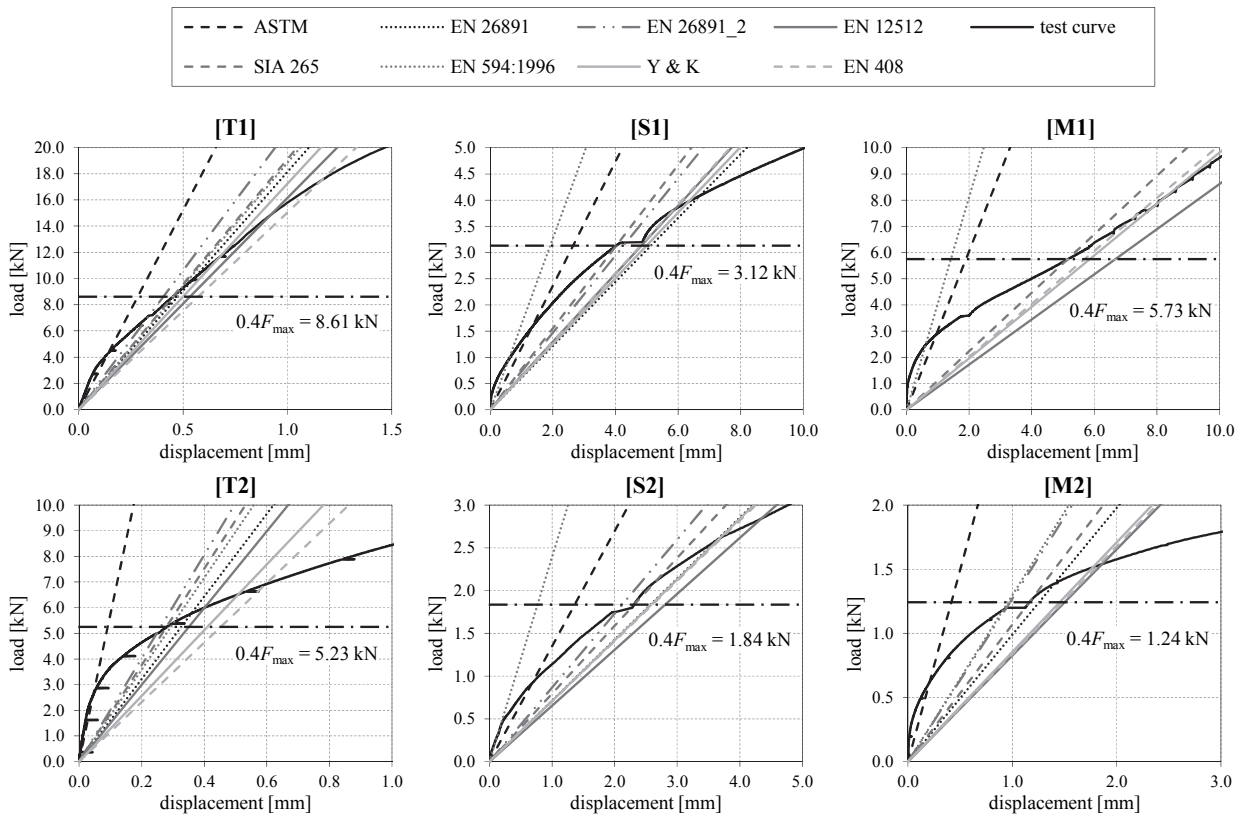 ASTM EN 26891 EN 26891_2 EN 12512 test curve
SIA 265 EN 594:1996 Y & K EN 408
[T1] [S1] [M1]
load [kN]
20.0
18.0
16.0
14.0
12.0
10.0
8.0
6.0
4.0
2.0
0.0
0.4Fmax = 8.61 kN
0.0 0.5 1.0 1.5
displacement [mm]
load [kN]
5.0
4.5
4.0
3.5
3.0
2.5
2.0
1.5
1.0
0.5
0.0
0.4Fmax = 3.12 kN
0.0 2.0 4.0 6.0 8.0 10.0
displacement [mm]
load [kN]
10.0
9.0
8.0
7.0
6.0
5.0
4.0
3.0
2.0
1.0
0.0
0.4Fmax = 5.73 kN
0.0 2.0 4.0 6.0 8.0 10.0
displacement [mm]
[T2] [S2] [M2]
load [kN]
10.0
9.0
8.0
7.0
6.0
5.0
4.0
3.0
2.0
1.0
0.0
0.4Fmax = 5.23 kN
0.0 0.2 0.4 0.6 0.8 1.0
displacement [mm]
load [kN]
3.0
2.5
2.0
1.5
1.0
0.5
0.0
0.4Fmax = 1.84 kN
0.0 1.0 2.0 3.0 4.0 5.0
displacement [mm]
load [kN]
2.0
1.5
1.0
0.5
0.0
0.4Fmax = 1.24 kN
0.0 1.0 2.0 3.0
displacement [mm]